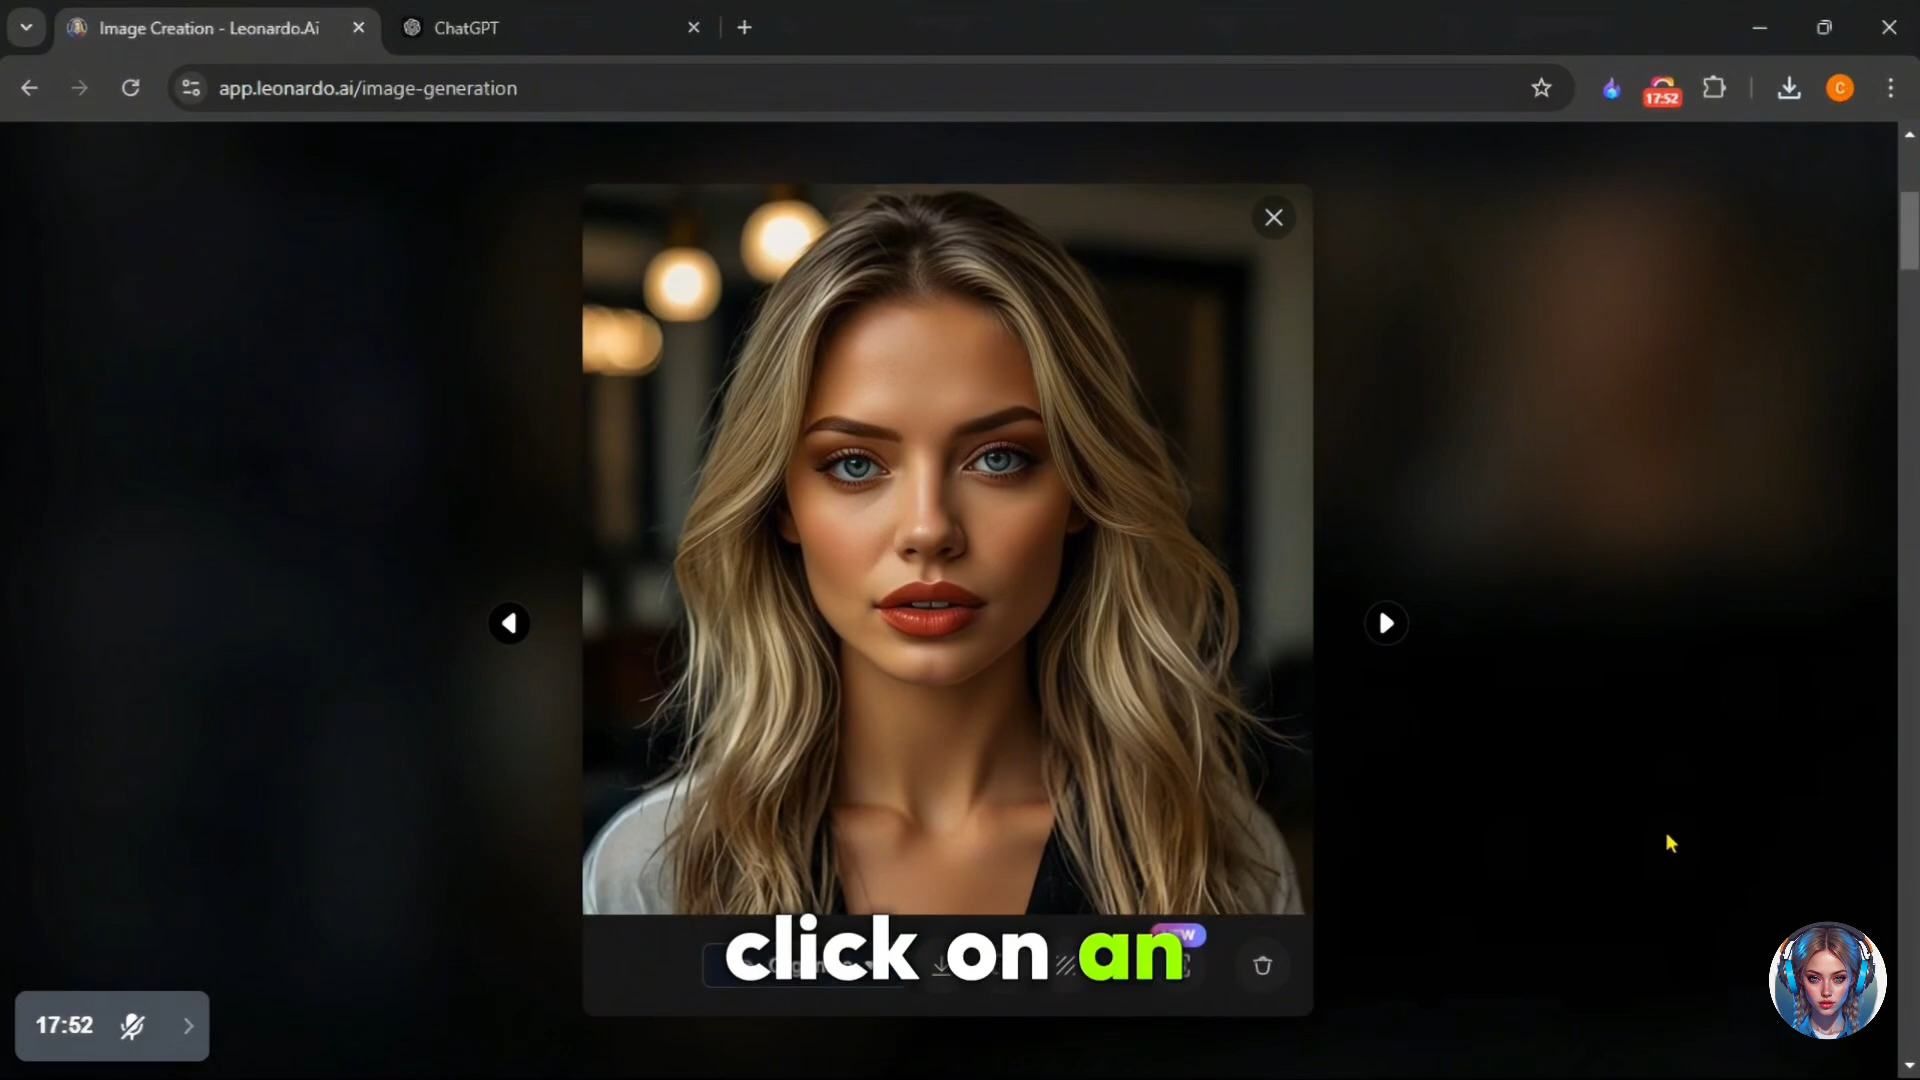 Image Creation - Leonardo.Ai
ChatGPT
app.leonardo.ai/image-generation
17:52
C
click on an
17:52